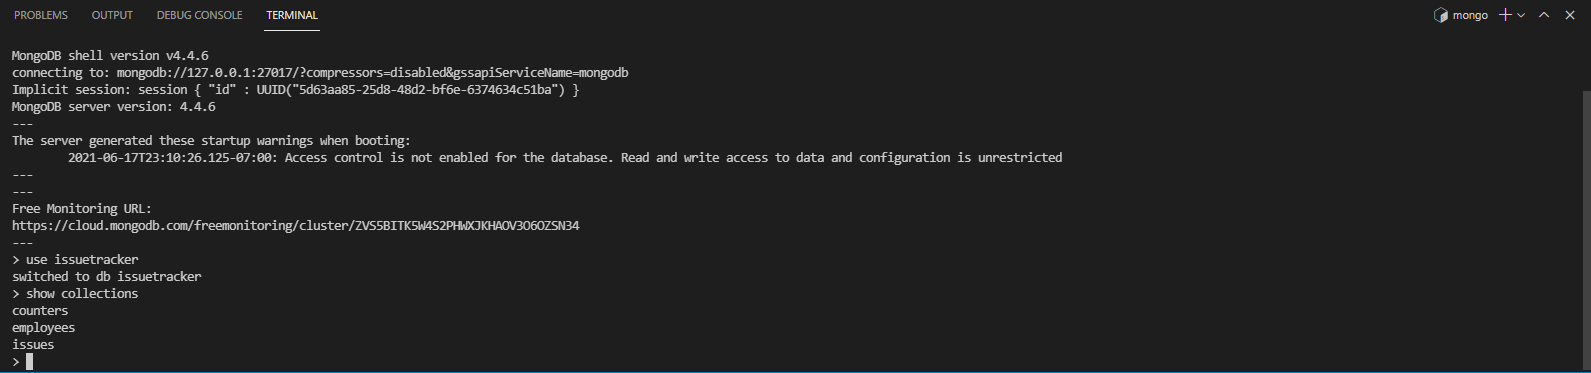 PROBLEMS OUTPUT DEBUG CONSOLE TERMINAL mongo
MongoDB shell version v4.4.6
connecting to: mongodb://127.0.0.1:27017/?compressors=disabled&gssapiServiceName=mongodb
Implicit session: session { "id" : UUID("5d63aa85-25d8-48d2-bf6e-6374634c51ba") }
MongoDB server version: 4.4.6
---
The server generated these startup warnings when booting:
2021-06-17T23:10:26.125-07:00: Access control is not enabled for the database. Read and write access to data and configuration is unrestricted
---
---
Free Monitoring URL:
https://cloud.mongodb.com/freemonitoring/cluster/ZVS5BITK5W4S2PHWXJKHAOV3O6OZSN34
---
> use issuetracker
switched to db issuetracker
> show collections
counters
employees
issues
>